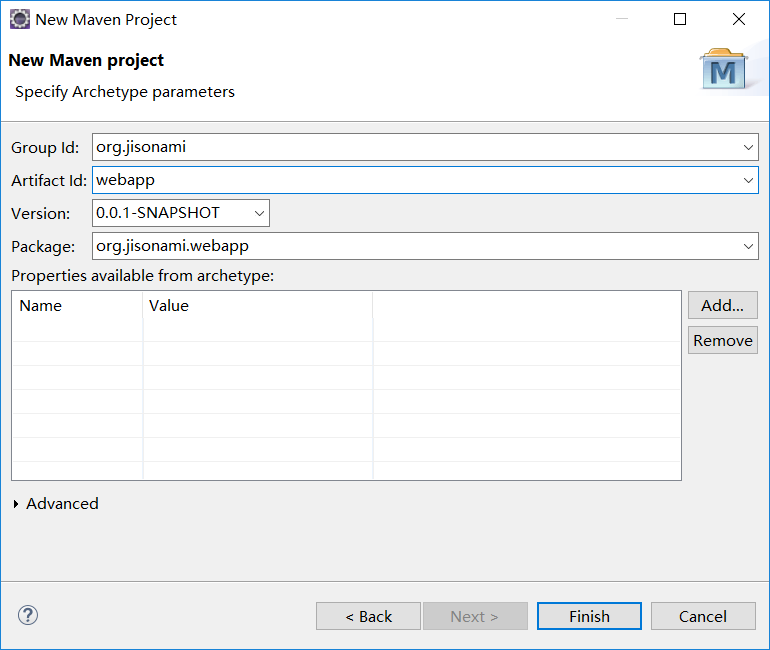 New Maven Project
New Maven project
Specify Archetype parameters
M
Group Id: org.jisonami
Artifact Id: webapp
Version: 0.0.1-SNAPSHOT
Package: org.jisonami.webapp
Properties available from archetype:
Name Value
Add...
Remove
Advanced
? < Back Next > Finish Cancel